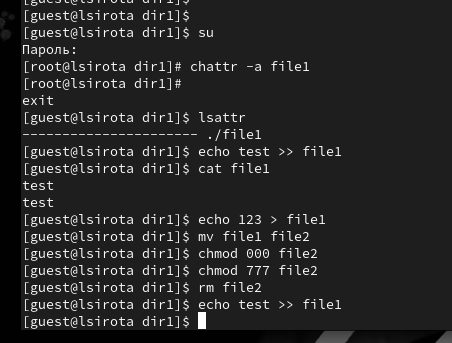 [guest@lsirota dir1]$
[guest@lsirota dir1]$
[guest@lsirota dir1]$ su
Пароль:
[root@lsirota dir1]# chattr -a file1
[root@lsirota dir1]#
exit
[guest@lsirota dir1]$ lsattr
---------------------- ./file1
[guest@lsirota dir1]$ echo test >> file1
[guest@lsirota dir1]$ cat file1
test
test
[guest@lsirota dir1]$ echo 123 > file1
[guest@lsirota dir1]$ mv file1 file2
[guest@lsirota dir1]$ chmod 000 file2
[guest@lsirota dir1]$ chmod 777 file2
[guest@lsirota dir1]$ rm file2
[guest@lsirota dir1]$ echo test >> file1
[guest@lsirota dir1]$